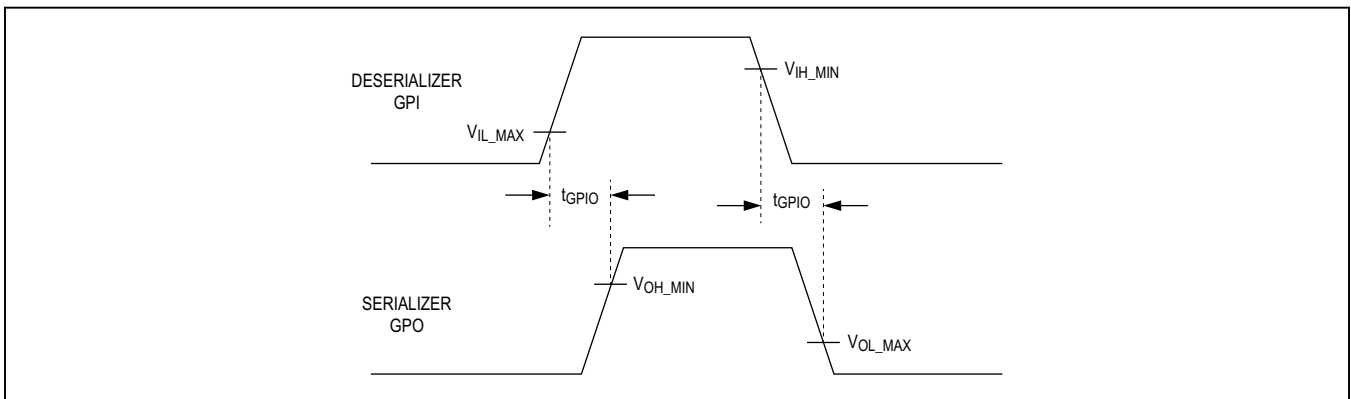 DESERIALIZER
GPI
VIH_MIN
VIL_MAX
tGPIO
tGPIO
SERIALIZER
GPO
VOH_MIN
VOL_MAX